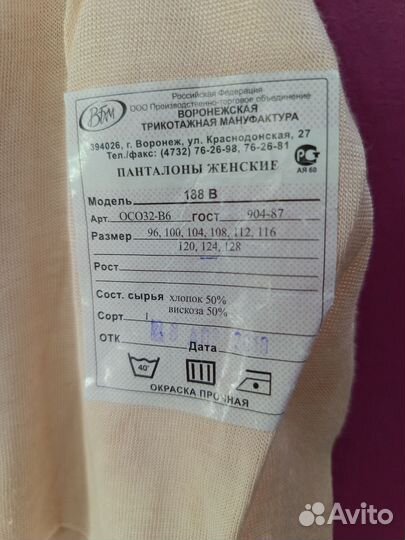 Российская Федерация
ВТМ ООО Производственно-торговое объединение
ВОРОНЕЖСКАЯ
ТРИКОТАЖНАЯ МАНУФАКТУРА
394026, г. Воронеж, ул. Краснодонская, 27
Тел./факс: (4732) 76-26-98, 76-26-81
ПАНТАЛОНЫ ЖЕНСКИЕ
АЯ 60
Модель 188 В
Арт. ОСО32-В6 ГОСТ 904-87
Размер 96, 100, 104, 108, 112, 116
120, 124, 128
Рост
Сост. сырья хлопок 50%
вискоза 50%
Сорт 1
ОТК Дата
40°
ОКРАСКА ПРОЧНАЯ
Avito